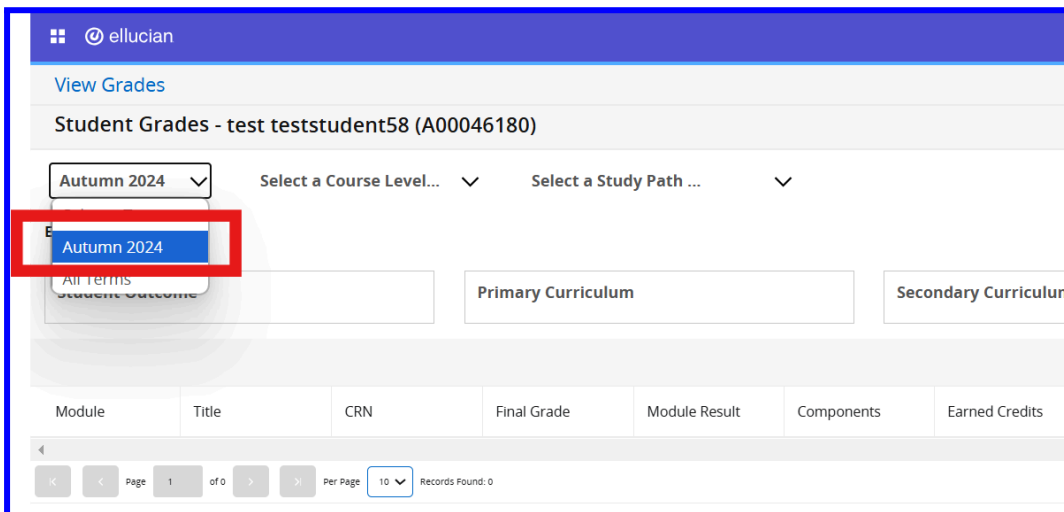 ellucian
View Grades
Student Grades - test teststudent58 (A00046180)
Autumn 2024 Select a Course Level... Select a Study Path ...
Autumn 2024
All Terms
Student Outcome Primary Curriculum Secondary Curriculum
Module Title CRN Final Grade Module Result Components Earned Credits
Page 1 of 0 Per Page 10 Records Found: 0